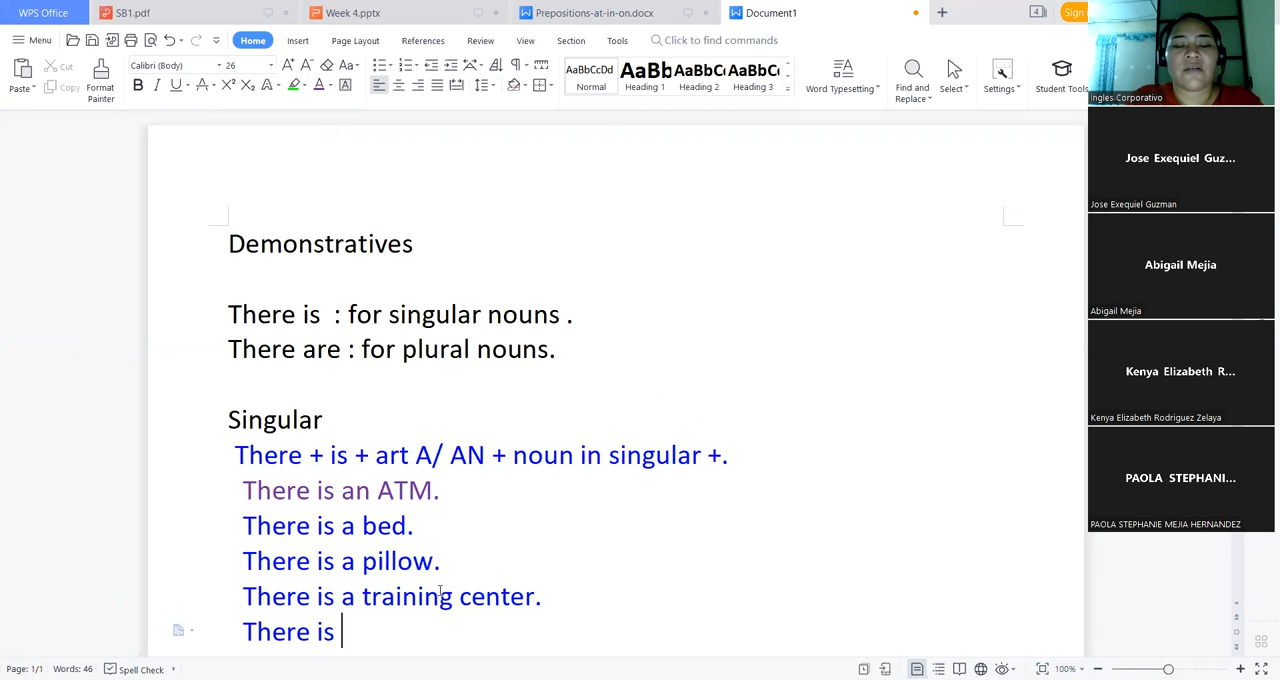 WPS Office
SB1.pdf
Week 4.pptx
Prepositions-at-in-on.docx
Document1
4
Sign
Menu
Home
Insert
Page Layout
References
Review
View
Section
Tools
Click to find commands
Paste
Cut
Copy
Format Painter
Calibri (Body)
26
AaBbCcDd
Normal
AaBb
Heading 1
AaBbC
Heading 2
AaBbC
Heading 3
Word Typesetting
Find and Replace
Select
Settings
Student Tools
Ingles Corporativo
Jose Exequiel Guz...
Jose Exequiel Guzman
Abigail Mejia
Abigail Mejia
Kenya Elizabeth R...
Kenya Elizabeth Rodriguez Zelaya
PAOLA STEPHANI...
PAOLA STEPHANIE MEJIA HERNANDEZ
Demonstratives
There is : for singular nouns .
There are : for plural nouns.
Singular
There + is + art A/ AN + noun in singular +.
There is an ATM.
There is a bed.
There is a pillow.
There is a training center.
There is
Page: 1/1
Words: 46
Spell Check
100%